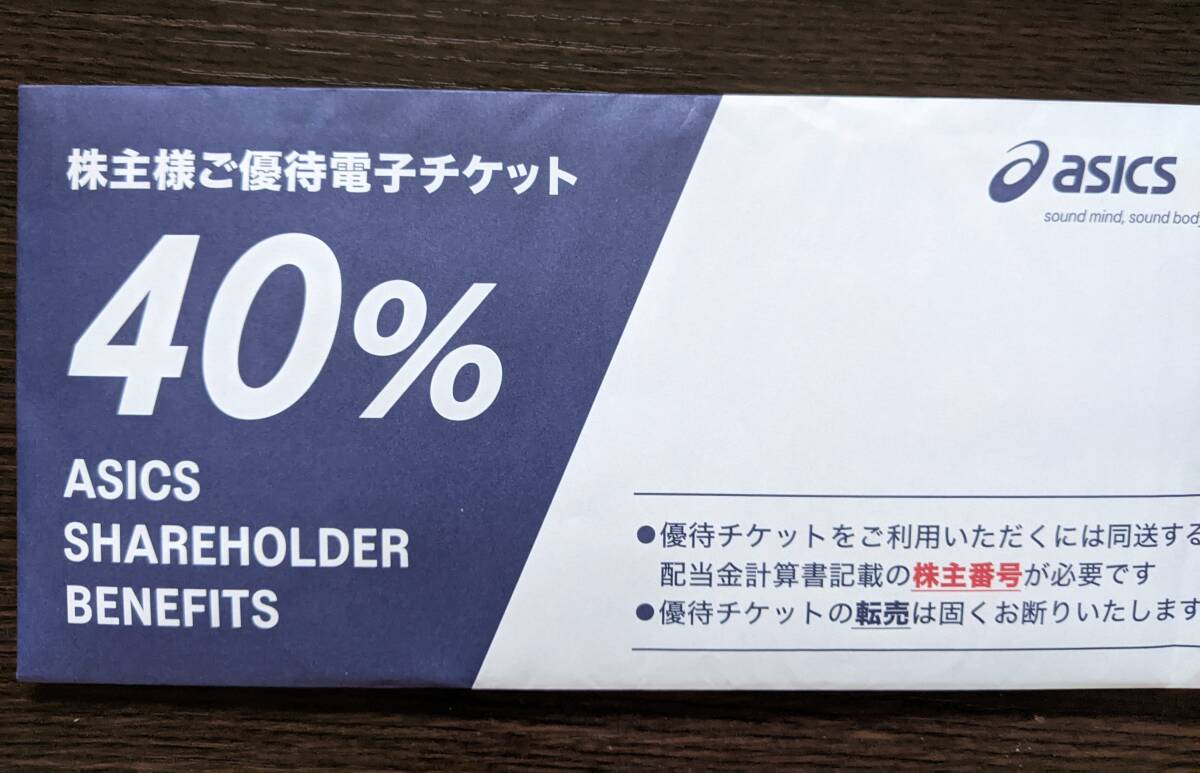 株主様ご優待電子チケット
40%
ASICS
SHAREHOLDER
BENEFITS
asics
sound mind, sound body
●優待チケットをご利用いただくには同送する
配当金計算書記載の株主番号が必要です
●優待チケットの転売は固くお断りいたします